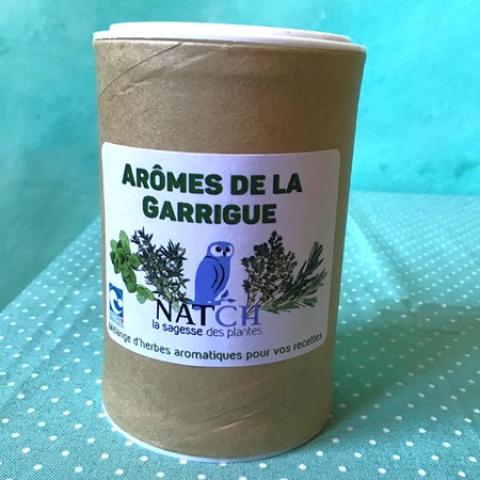 ARÔMES DE LA
GARRIGUE
NATCH
la sagesse des plantes
Mélange d'herbes aromatiques pour vos recettes